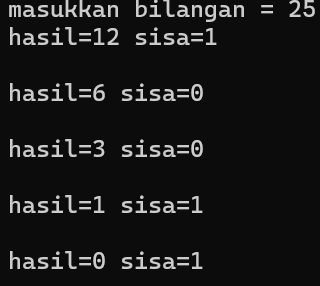 masukkan bilangan = 25
hasil=12 sisa=1
hasil=6 sisa=0
hasil=3 sisa=0
hasil=1 sisa=1
hasil=0 sisa=1